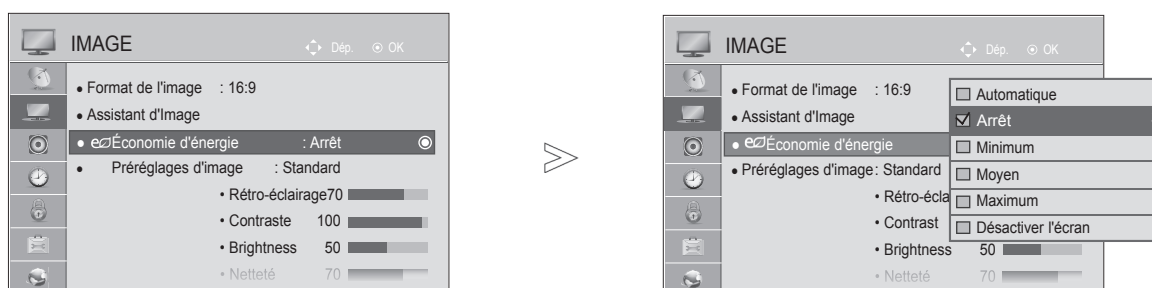 IMAGE
Dép. OK
• Format de l'image : 16:9
• Assistant d'Image
• eÉconomie d'énergie : Arrêt
• Préréglages d'image : Standard
• Rétro-éclairage70
• Contraste 100
• Brightness 50
• Netteté 70
IMAGE
Dép. OK
• Format de l'image : 16:9
• Assistant d'Image
• eÉconomie d'énergie
• Préréglages d'image: Standard
• Rétro-écla
• Contrast
• Brightness 50
• Netteté 70
Automatique
Arrêt
Minimum
Moyen
Maximum
Désactiver l'écran